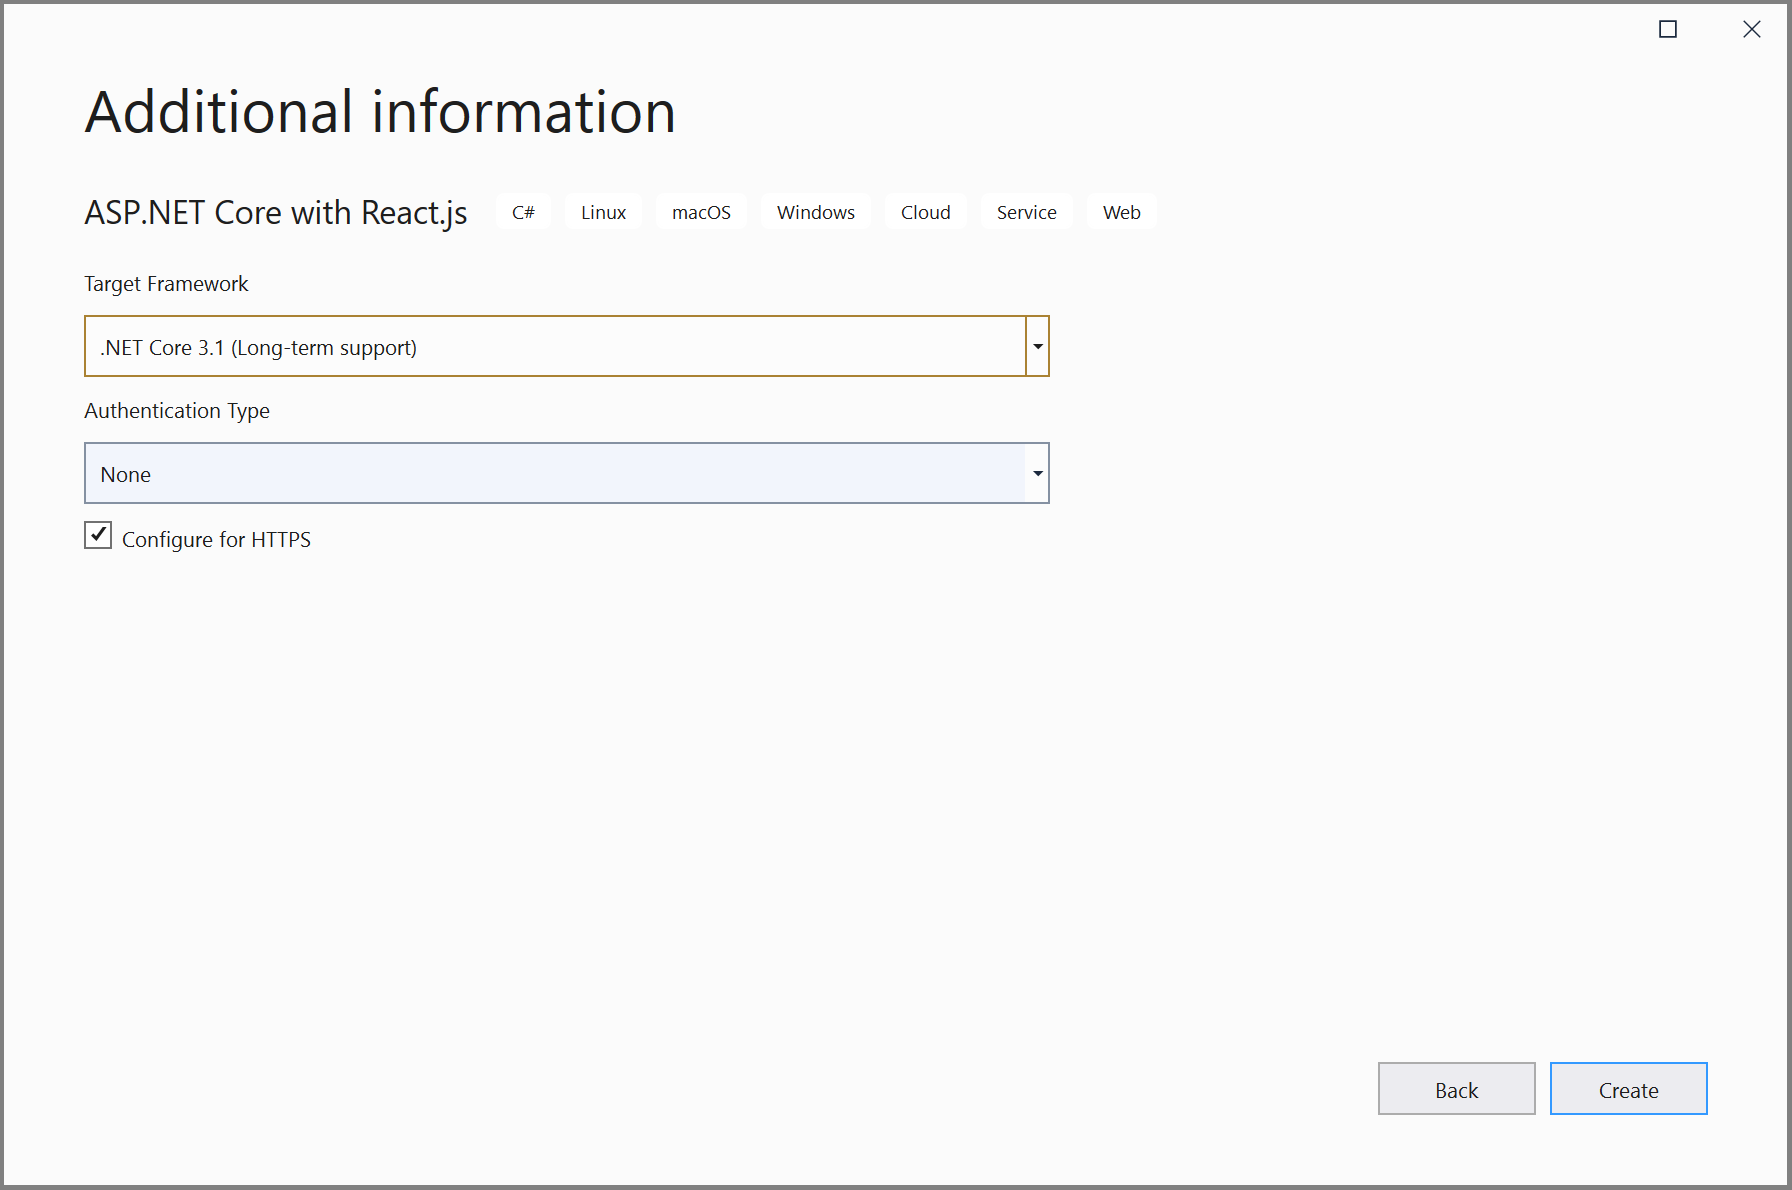 Additional information
ASP.NET Core with React.js C# Linux macOS Windows Cloud Service Web
Target Framework
.NET Core 3.1 (Long-term support)
Authentication Type
None
Configure for HTTPS
Back Create